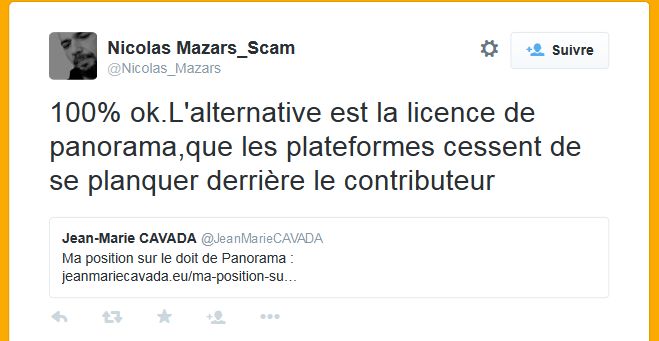 Nicolas Mazars_Scam
@Nicolas_Mazars
Suivre
100% ok.L'alternative est la licence de
panorama,que les plateformes cessent de
se planquer derrière le contributeur
Jean-Marie CAVADA @JeanMarieCAVADA
Ma position sur le doit de Panorama :
jeanmariecavada.eu/ma-position-su…